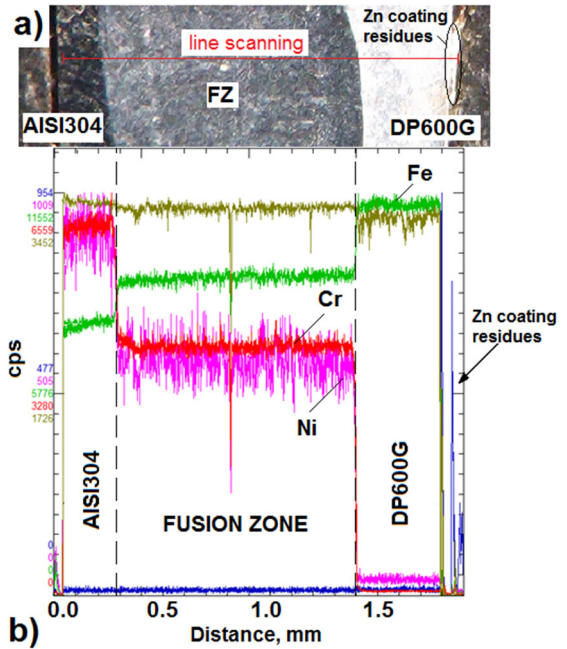 a)
Zn coating
residues
line scanning
FZ
AISI304
DP600G
954
1009
11552
6559
3452
Fe
Cr
Zn coating
residues
cps
477
505
5776
3280
1726
Ni
AISI304
FUSION ZONE
DP600G
0
0
0
0
0.0
0.5
1.0
1.5
Distance, mm
b)